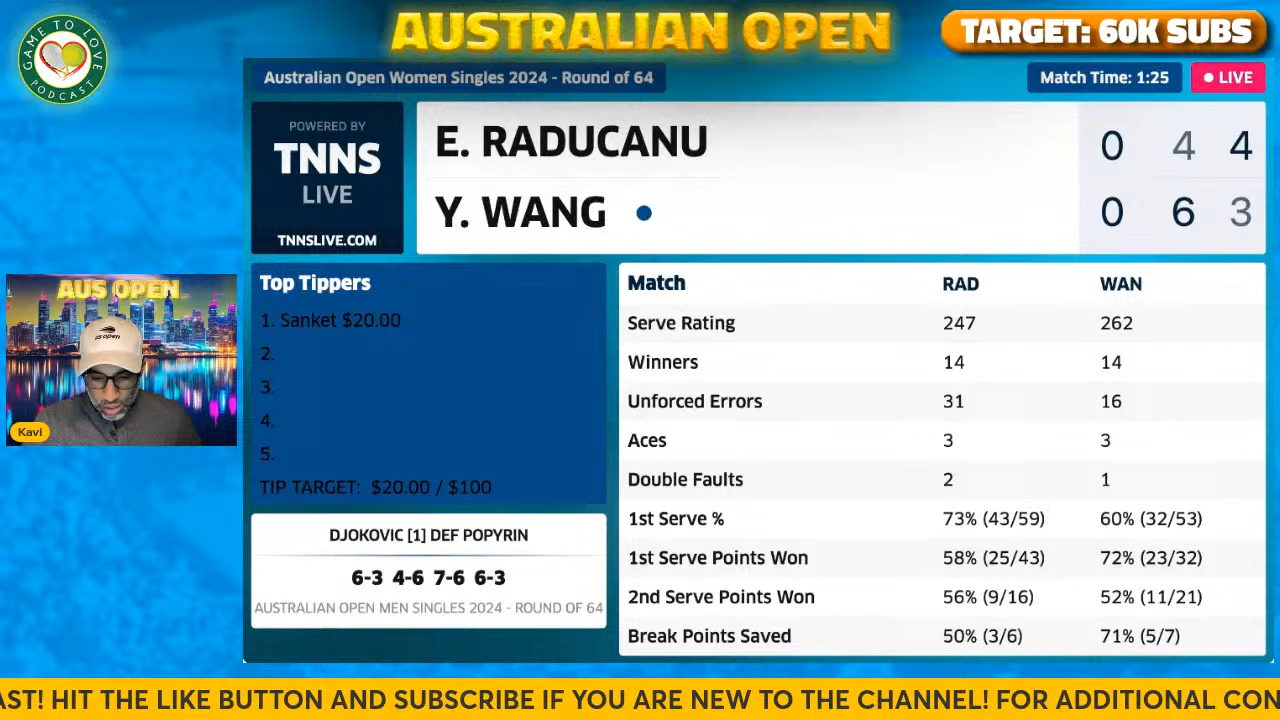 GAME TO LOVE
PODCAST
AUSTRALIAN OPEN
TARGET: 60K SUBS
Australian Open Women Singles 2024 - Round of 64
Match Time: 1:25
LIVE
POWERED BY
TNNS
LIVE
TNNSLIVE.COM
E. RADUCANU 0 4 4
Y. WANG 0 6 3
AUS OPEN
us open
Kavi
Top Tippers
1. Sanket $20.00
2.
3.
4.
5.
TIP TARGET: $20.00 / $100
DJOKOVIC [1] DEF POPYRIN
6-3 4-6 7-6 6-3
AUSTRALIAN OPEN MEN SINGLES 2024 - ROUND OF 64
Match RAD WAN
Serve Rating 247 262
Winners 14 14
Unforced Errors 31 16
Aces 3 3
Double Faults 2 1
1st Serve % 73% (43/59) 60% (32/53)
1st Serve Points Won 58% (25/43) 72% (23/32)
2nd Serve Points Won 56% (9/16) 52% (11/21)
Break Points Saved 50% (3/6) 71% (5/7)
AST! HIT THE LIKE BUTTON AND SUBSCRIBE IF YOU ARE NEW TO THE CHANNEL! FOR ADDITIONAL CON